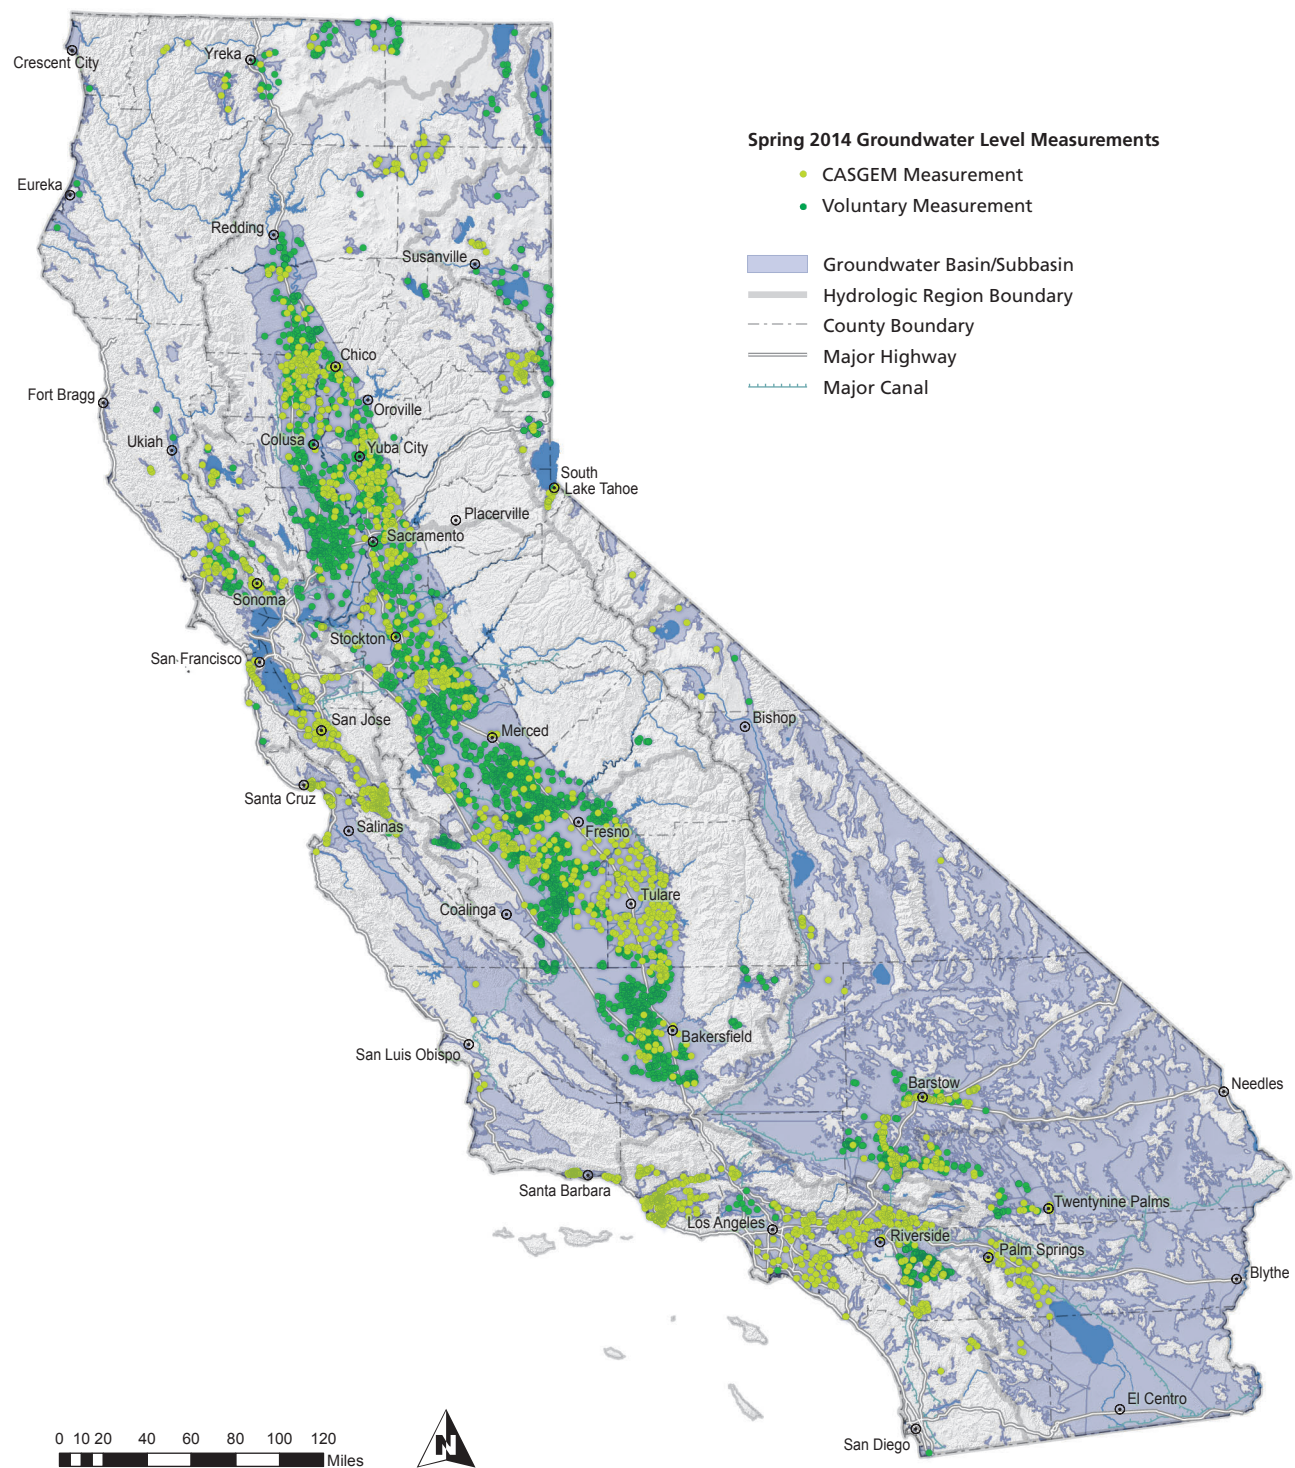 Crescent City
Yreka
Eureka
Redding
Susanville
Chico
Fort Bragg
Oroville
Ukiah
Colusa
Yuba City
South
Lake Tahoe
Placerville
Sacramento
Sonoma
Stockton
San Francisco
San Jose
Merced
Bishop
Santa Cruz
Salinas
Fresno
Tulare
Coalinga
Bakersfield
San Luis Obispo
Barstow
Needles
Santa Barbara
Twentynine Palms
Los Angeles
Riverside
Palm Springs
Blythe
El Centro
San Diego
Spring 2014 Groundwater Level Measurements
CASGEM Measurement
Voluntary Measurement
Groundwater Basin/Subbasin
Hydrologic Region Boundary
County Boundary
Major Highway
Major Canal
0 10 20 40 60 80 100 120
Miles
N